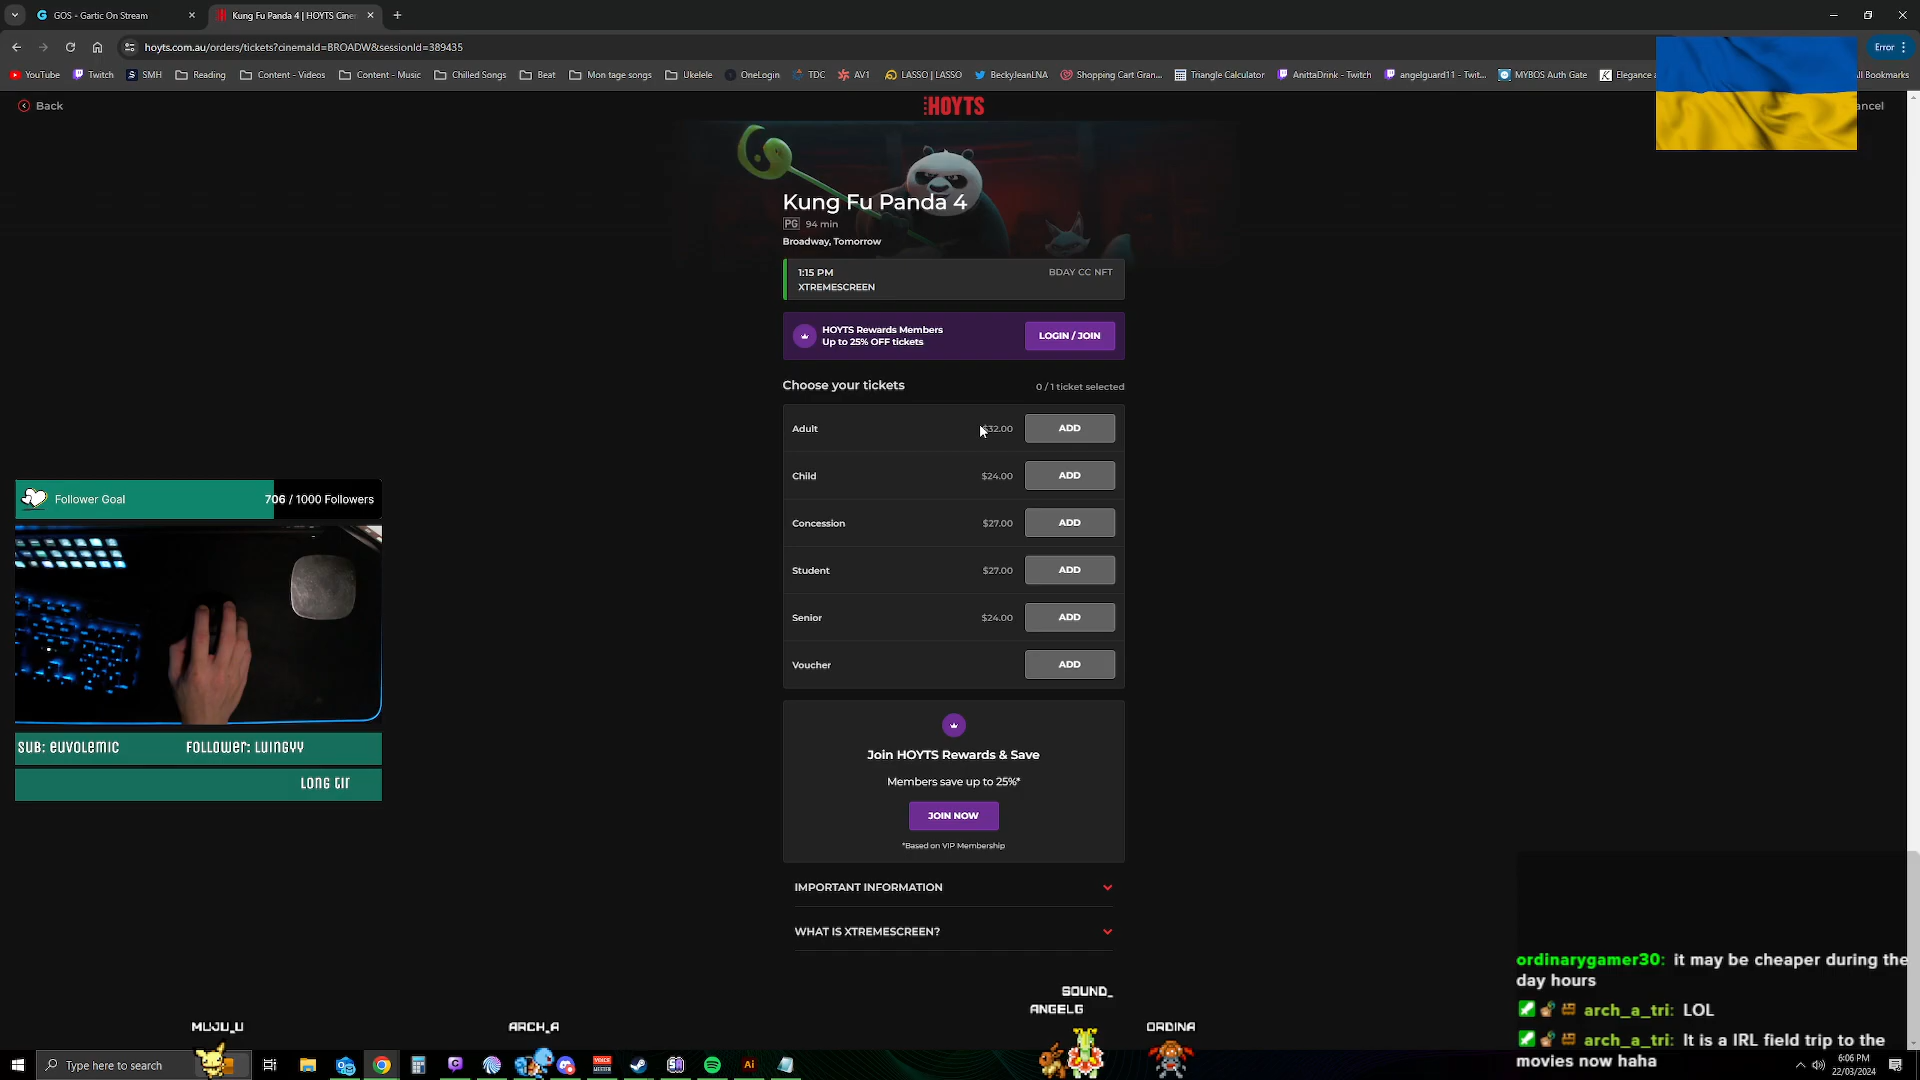 GOS - Gartic On Stream
Kung Fu Panda 4 | HOYTS Cine
hoyts.com.au/orders/tickets?cinemaId=BROADW&sessionId=389435
Error
YouTube
Twitch
SMH
Reading
Content - Videos
Content - Music
Chilled Songs
Beat
Mon tage songs
Ukelele
OneLogin
TDC
AV1
LASSO | LASSO
BeckyJeanLNA
Shopping Cart Gran...
Triangle Calculator
AnittaDrink - Twitch
angelguard11 - Twit...
MYBOS Auth Gate
Elegance
All Bookmarks
Back
HOYTS
ancel
Kung Fu Panda 4
PG 94 min
Broadway, Tomorrow
1:15 PM
BDAY CC NFT
XTREMESCREEN
HOYTS Rewards Members
Up to 25% OFF tickets
LOGIN / JOIN
Choose your tickets
0 / 1 ticket selected
Adult $32.00 ADD
Child $24.00 ADD
Concession $27.00 ADD
Student $27.00 ADD
Senior $24.00 ADD
Voucher ADD
Join HOYTS Rewards & Save
Members save up to 25%*
JOIN NOW
*Based on VIP Membership
IMPORTANT INFORMATION
WHAT IS XTREMESCREEN?
Follower Goal 706 / 1000 Followers
SUB: EUVOLEMIC FOLLOWER: LUINGYY
LONG TIF
ordinarygamer30: it may be cheaper during the
day hours
arch_a_tri: LOL
arch_a_tri: It is a IRL field trip to the
movies now haha
SOUND_
ANGELG
MUJU_U
ARCH_A
ORDINA
Type here to search
6:06 PM
22/03/2024